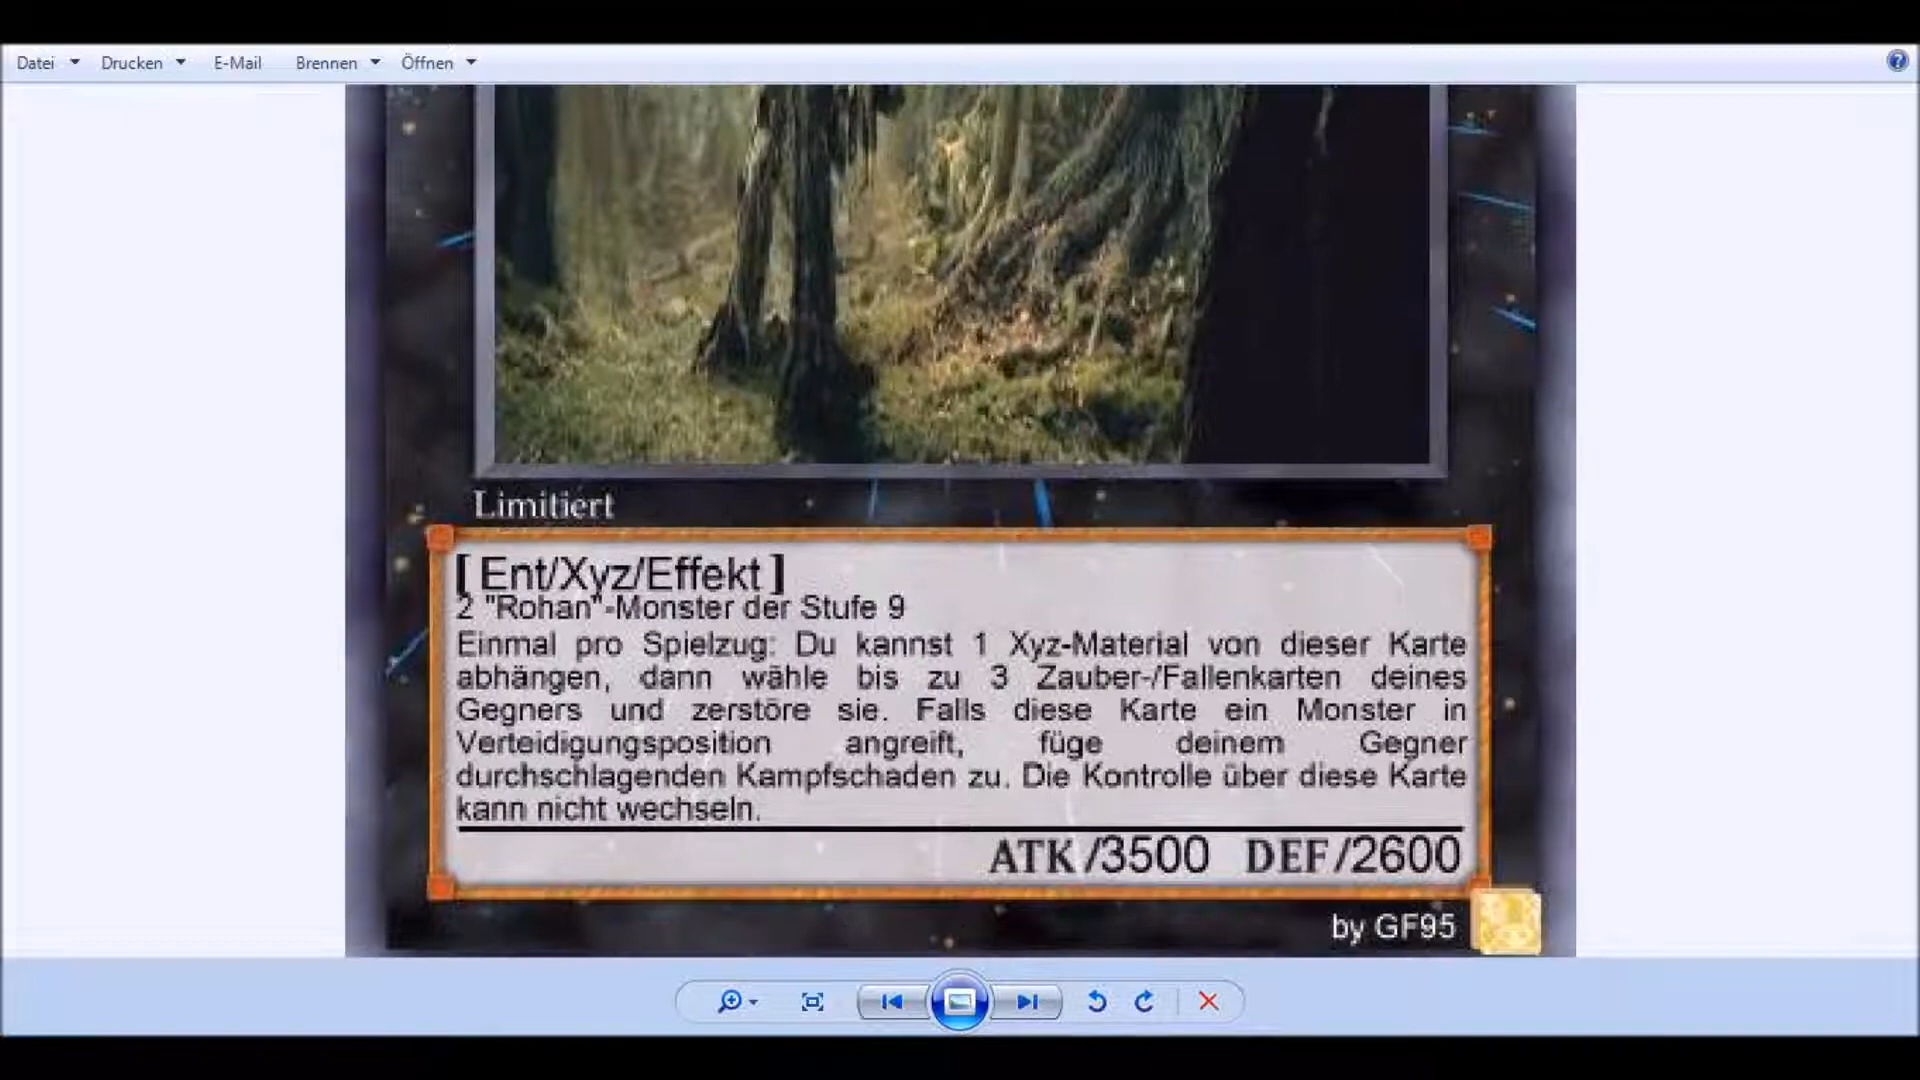 Datei Drucken E-Mail Brennen Öffnen
Limitiert
[ Ent/Xyz/Effekt ]
2 "Rohan"-Monster der Stufe 9
Einmal pro Spielzug: Du kannst 1 Xyz-Material von dieser Karte
abhängen, dann wähle bis zu 3 Zauber-/Fallenkarten deines
Gegners und zerstöre sie. Falls diese Karte ein Monster in
Verteidigungsposition angreift, füge deinem Gegner
durchschlagenden Kampfschaden zu. Die Kontrolle über diese Karte
kann nicht wechseln.
ATK/3500 DEF/2600
by GF95